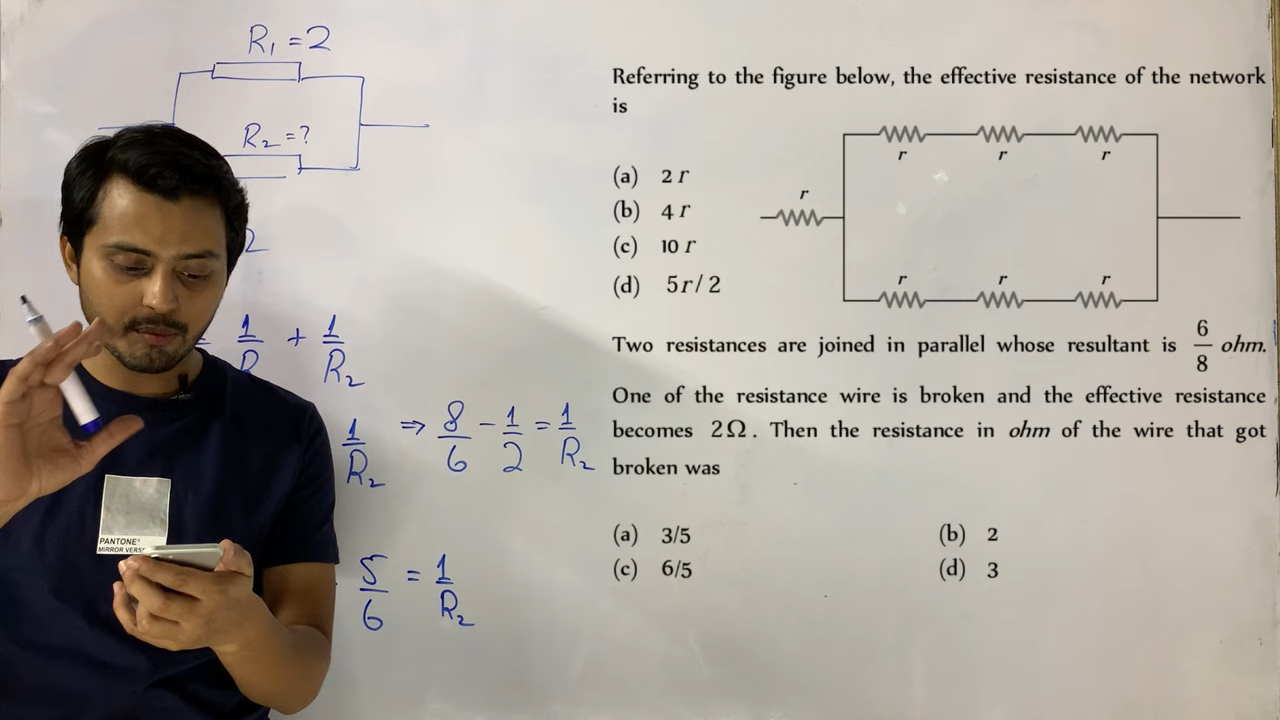 R₁ = 2
R₂ = ?
2
= 1/R + 1/R₂
1/R₂ ⇒ 8/6 - 1/2 = 1/R₂
5/6 = 1/R₂
PANTONE®
MIRROR VERS
Referring to the figure below, the effective resistance of the network
is
r r r
(a) 2 r
(b) 4 r
(c) 10 r
(d) 5r/2
r
r r r
Two resistances are joined in parallel whose resultant is 6/8 ohm.
One of the resistance wire is broken and the effective resistance
becomes 2Ω. Then the resistance in ohm of the wire that got
broken was
(a) 3/5 (b) 2
(c) 6/5 (d) 3